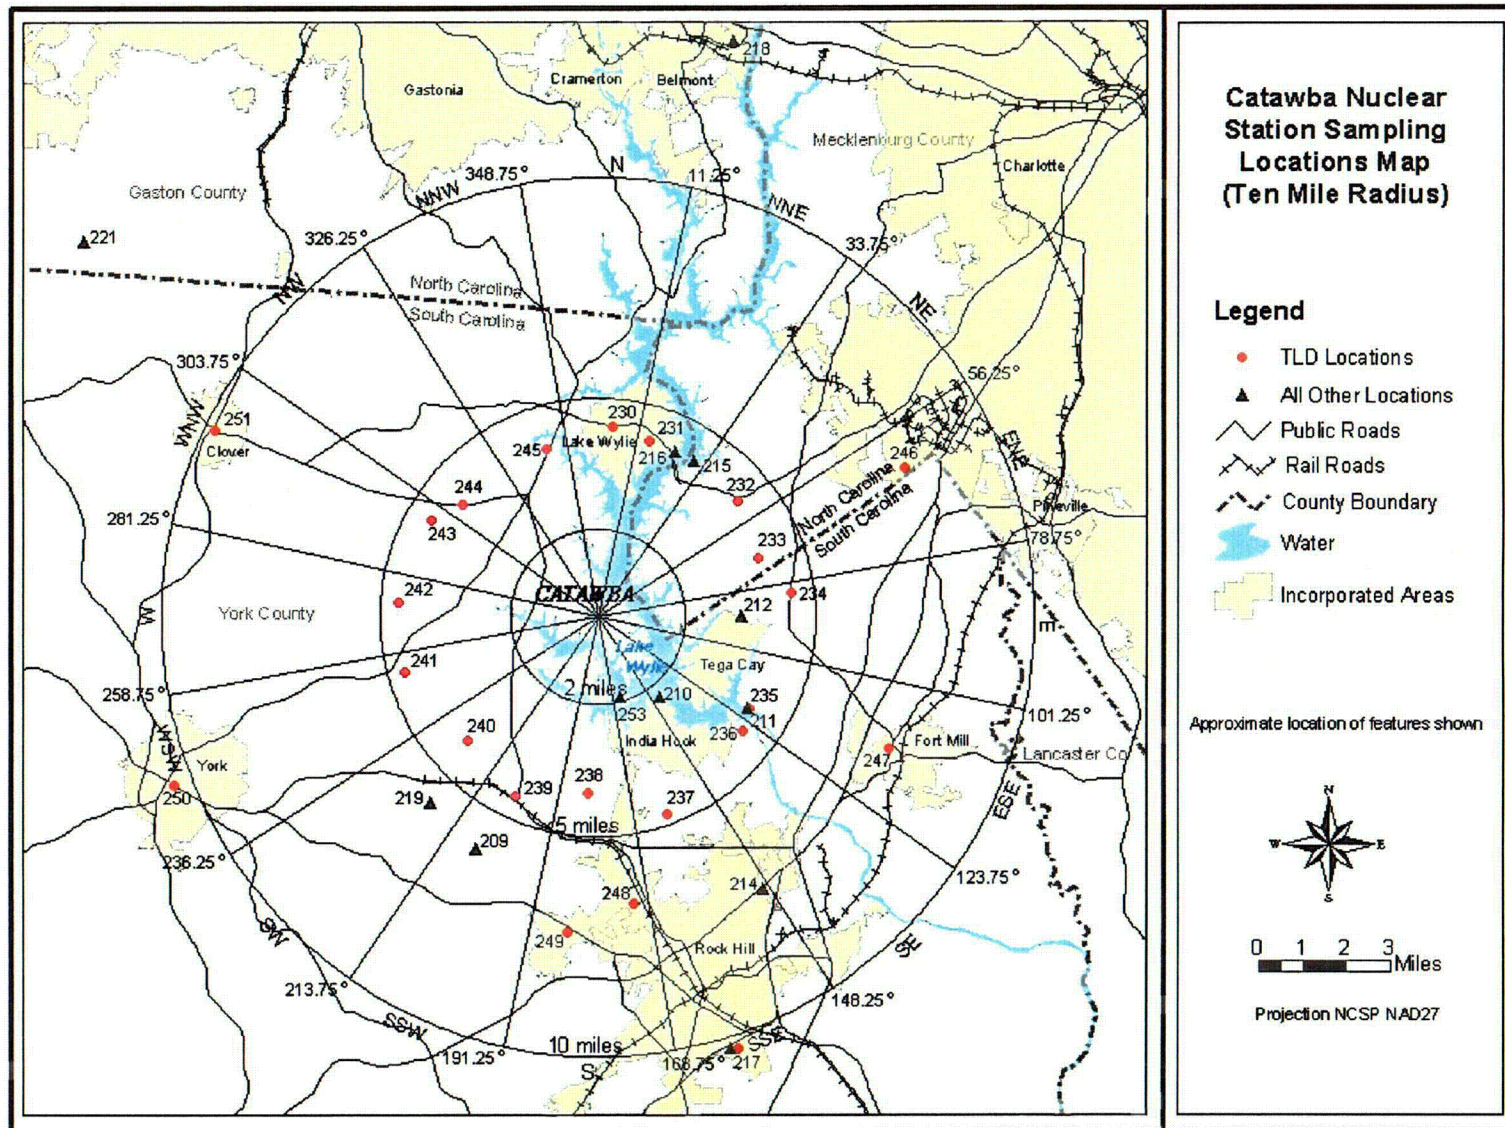 218
Cramerton
Belmont
Gastonia
Mecklenburg County
Charlotte
N
348.75°
11.25°
NNW
NNE
Gaston County
221
326.25°
33.75°
North Carolina
South Carolina
NW
NE
303.75°
56.25°
WNW
251
Clover
230
231
Lake Wylie
245
216
215
ENE
246
244
232
North Carolina
South Carolina
Pineville
281.25°
243
233
78.75°
CATAWBA
242
234
212
W
York County
E
Lake
Wylie
Tega Cay
241
258.75°
2 miles
210
235
253
211
101.25°
WSW
240
India Hook
236
Fort Mill
247
Lancaster Co
York
250
239
238
237
219
5 miles
ESE
209
236.25°
214
123.75°
248
249
SW
Rock Hill
SE
213.75°
148.25°
SSW
191.25°
10 miles
SSE
168.75°
217
S
Catawba Nuclear
Station Sampling
Locations Map
(Ten Mile Radius)
Legend
TLD Locations
All Other Locations
Public Roads
Rail Roads
County Boundary
Water
Incorporated Areas
Approximate location of features shown
N
W
E
S
0 1 2 3
Miles
Projection NCSP NAD27